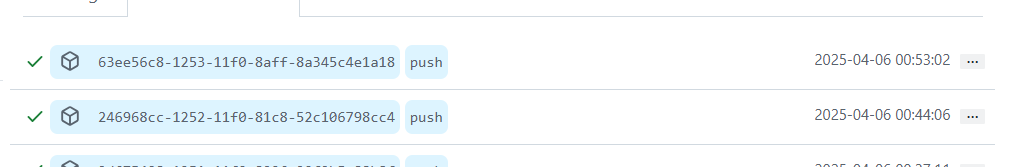 63ee56c8-1253-11f0-8aff-8a345c4e1a18 push 2025-04-06 00:53:02 ...
246968cc-1252-11f0-81c8-52c106798cc4 push 2025-04-06 00:44:06 ...